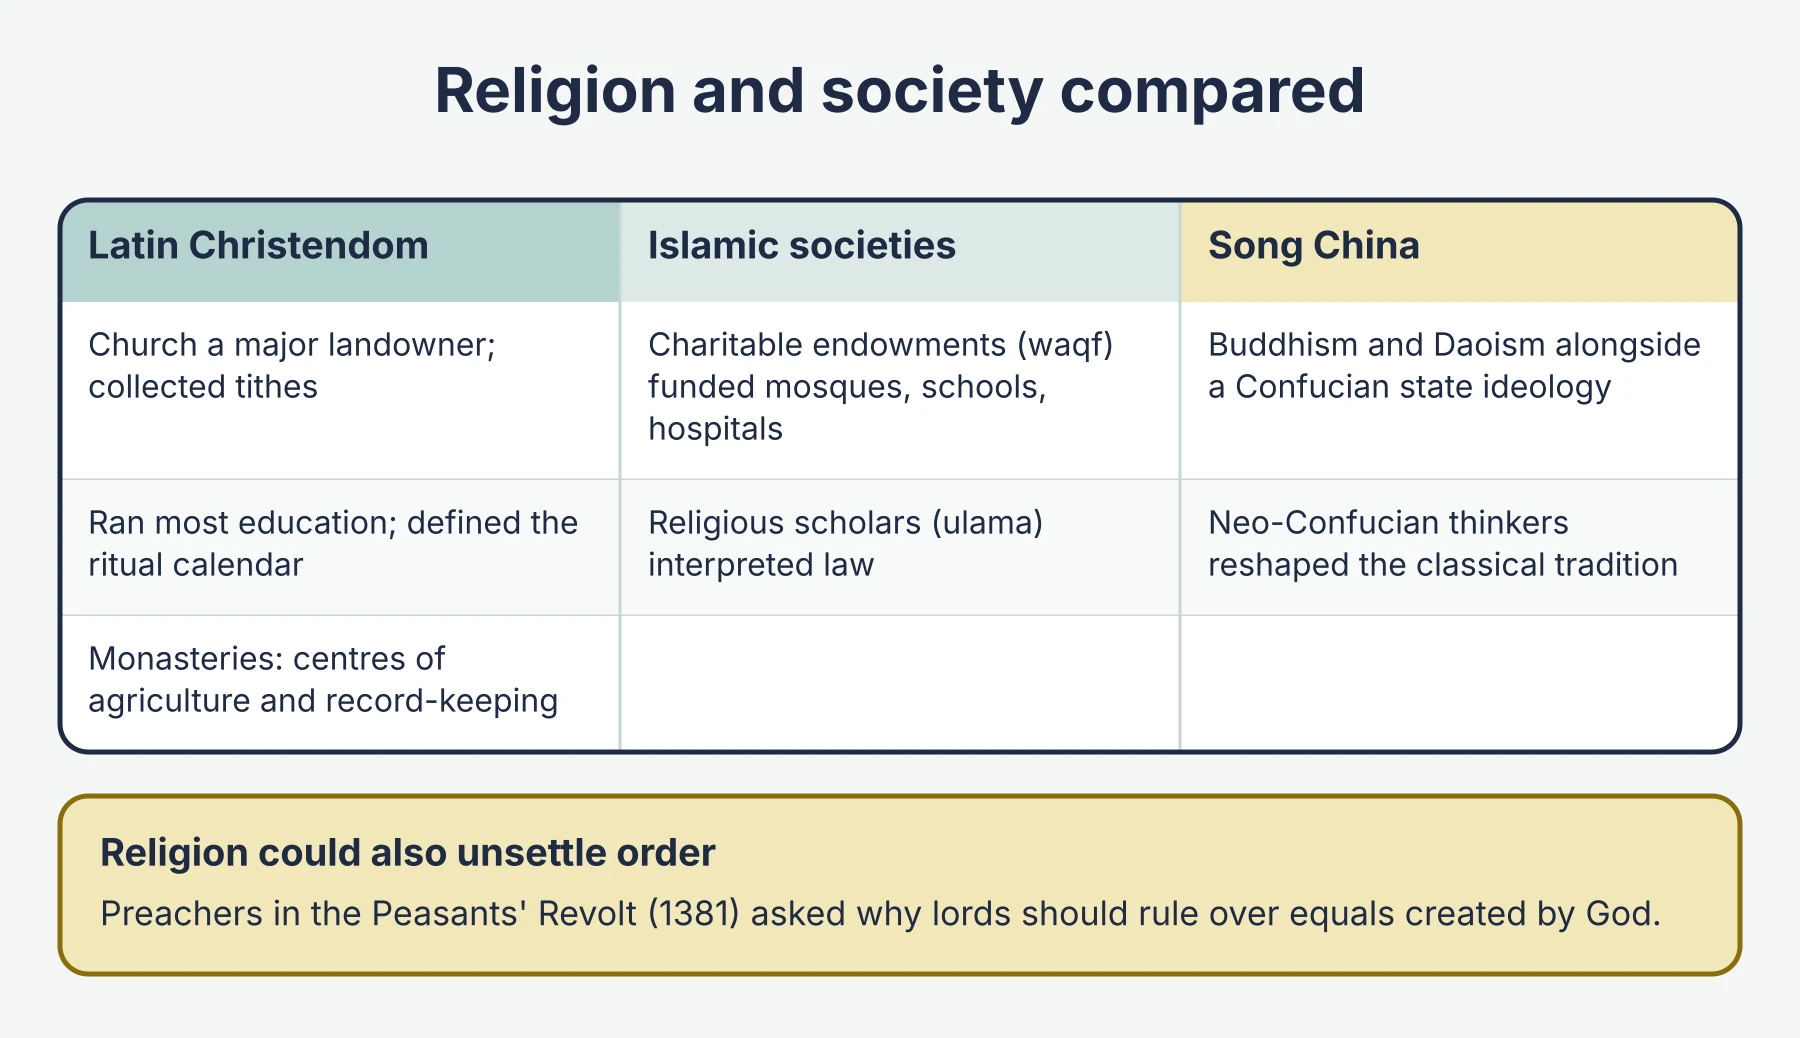 Religion and society compared
Latin Christendom
Islamic societies
Song China
Church a major landowner;
collected tithes
Charitable endowments (waqf)
funded mosques, schools,
hospitals
Buddhism and Daoism alongside
a Confucian state ideology
Ran most education; defined the
ritual calendar
Religious scholars (ulama)
interpreted law
Neo-Confucian thinkers
reshaped the classical tradition
Monasteries: centres of
agriculture and record-keeping
Religion could also unsettle order
Preachers in the Peasants' Revolt (1381) asked why lords should rule over equals created by God.